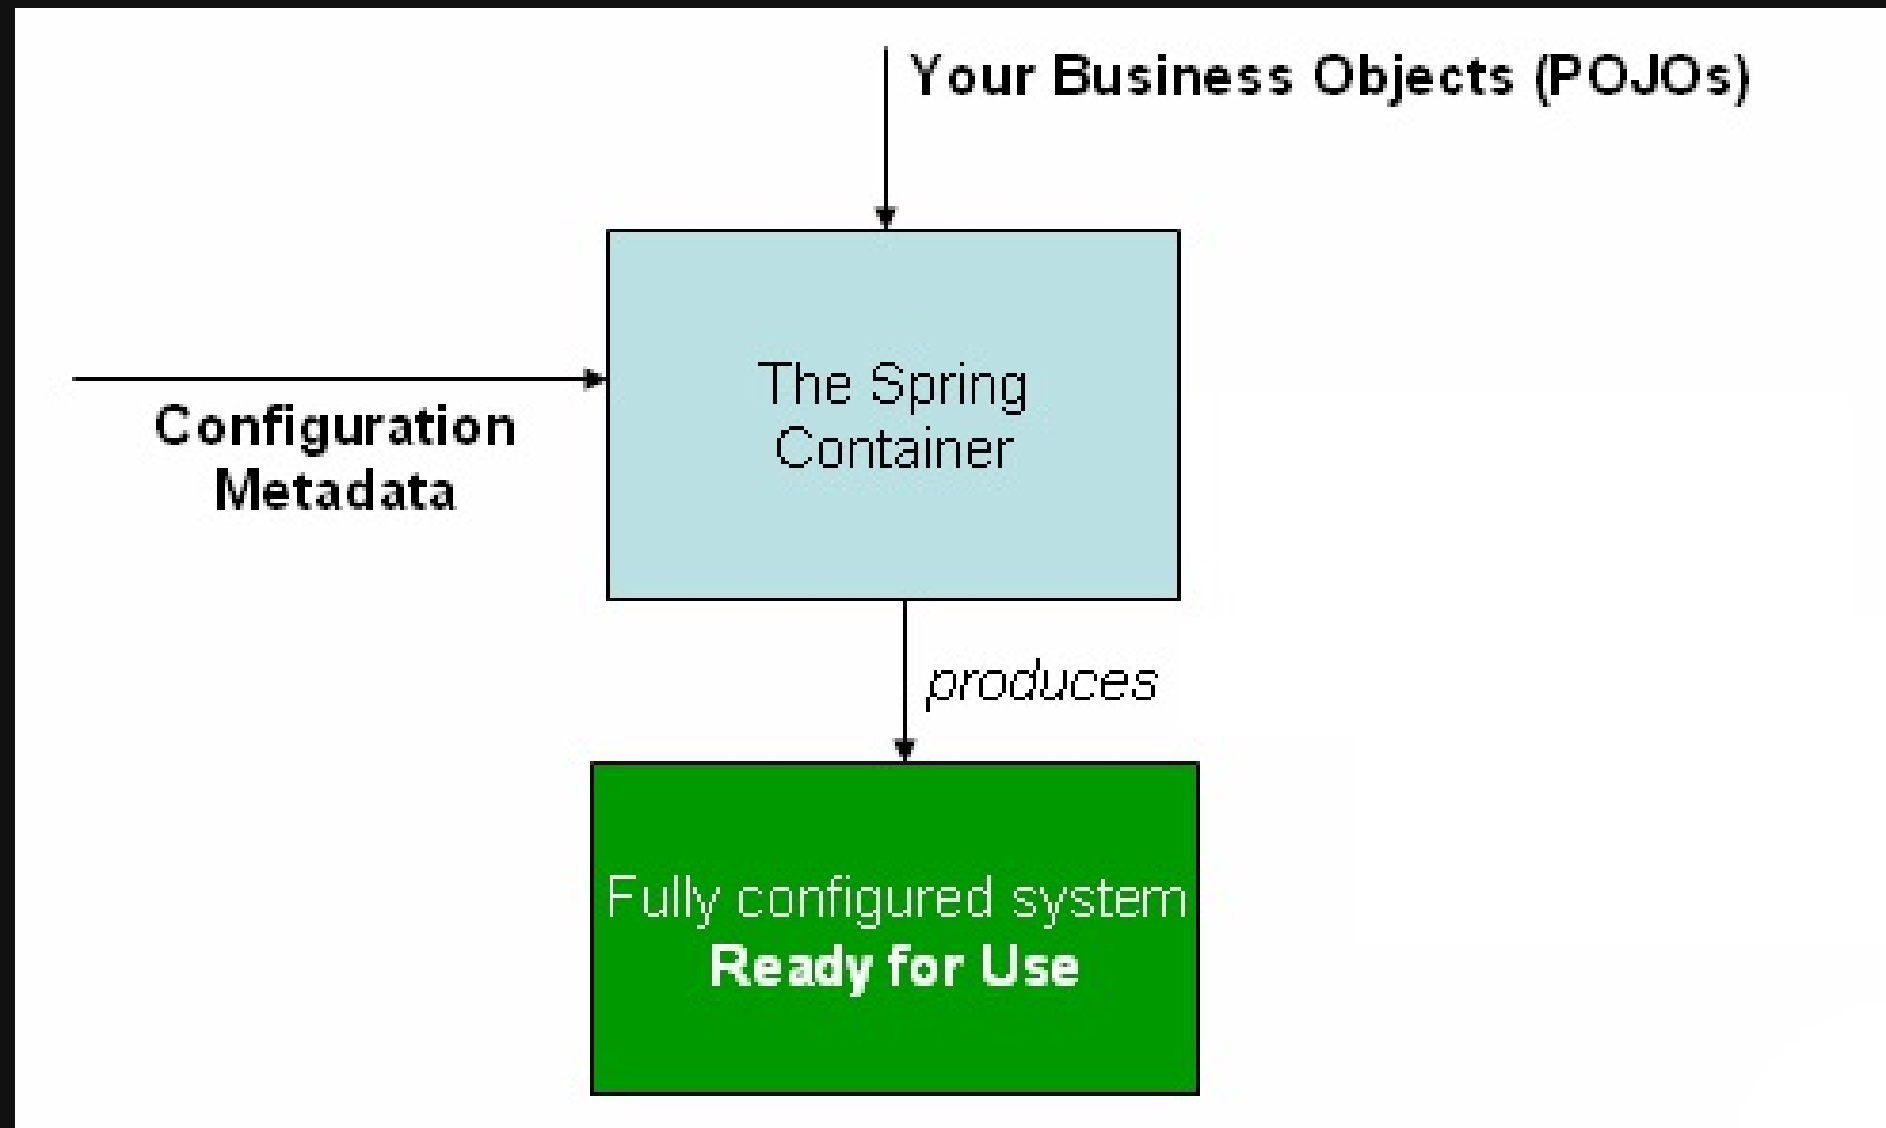 Your Business Objects (POJOs)
The Spring
Container
Configuration
Metadata
produces
Fully configured system
Ready for Use